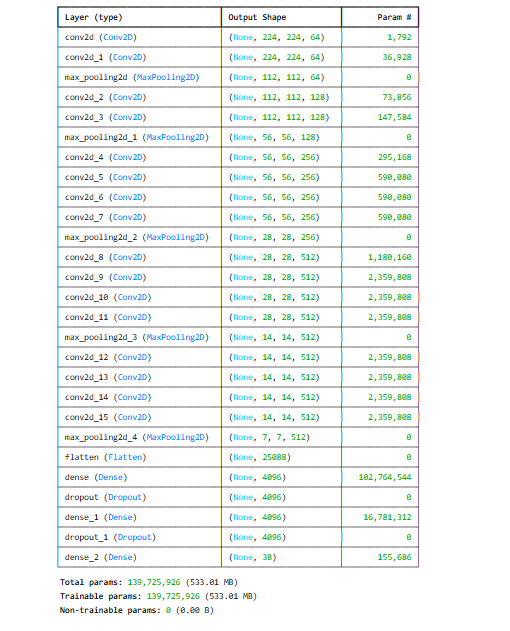 Layer (type) Output Shape Param #
conv2d (Conv2D) (None, 224, 224, 64) 1,792
conv2d_1 (Conv2D) (None, 224, 224, 64) 36,928
max_pooling2d (MaxPooling2D) (None, 112, 112, 64) 0
conv2d_2 (Conv2D) (None, 112, 112, 128) 73,856
conv2d_3 (Conv2D) (None, 112, 112, 128) 147,584
max_pooling2d_1 (MaxPooling2D) (None, 56, 56, 128) 0
conv2d_4 (Conv2D) (None, 56, 56, 256) 295,168
conv2d_5 (Conv2D) (None, 56, 56, 256) 590,080
conv2d_6 (Conv2D) (None, 56, 56, 256) 590,080
conv2d_7 (Conv2D) (None, 56, 56, 256) 590,080
max_pooling2d_2 (MaxPooling2D) (None, 28, 28, 256) 0
conv2d_8 (Conv2D) (None, 28, 28, 512) 1,180,160
conv2d_9 (Conv2D) (None, 28, 28, 512) 2,359,808
conv2d_10 (Conv2D) (None, 28, 28, 512) 2,359,808
conv2d_11 (Conv2D) (None, 28, 28, 512) 2,359,808
max_pooling2d_3 (MaxPooling2D) (None, 14, 14, 512) 0
conv2d_12 (Conv2D) (None, 14, 14, 512) 2,359,808
conv2d_13 (Conv2D) (None, 14, 14, 512) 2,359,808
conv2d_14 (Conv2D) (None, 14, 14, 512) 2,359,808
conv2d_15 (Conv2D) (None, 14, 14, 512) 2,359,808
max_pooling2d_4 (MaxPooling2D) (None, 7, 7, 512) 0
flatten (Flatten) (None, 25088) 0
dense (Dense) (None, 4096) 102,764,544
dropout (Dropout) (None, 4096) 0
dense_1 (Dense) (None, 4096) 16,781,312
dropout_1 (Dropout) (None, 4096) 0
dense_2 (Dense) (None, 38) 155,686
Total params: 139,725,926 (533.01 MB)
Trainable params: 139,725,926 (533.01 MB)
Non-trainable params: 0 (0.00 B)